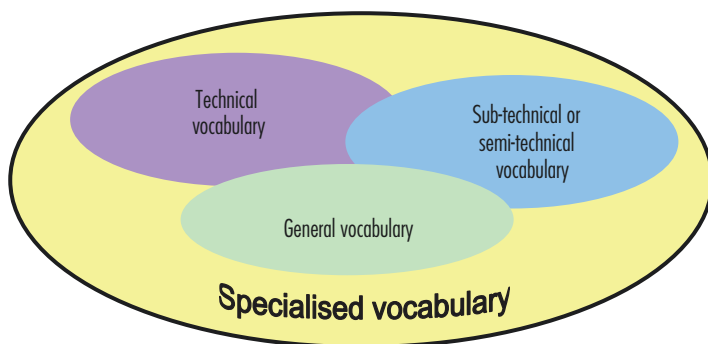 Technical
vocabulary
Sub-technical or
semi-technical
vocabulary
General vocabulary
Specialised vocabulary